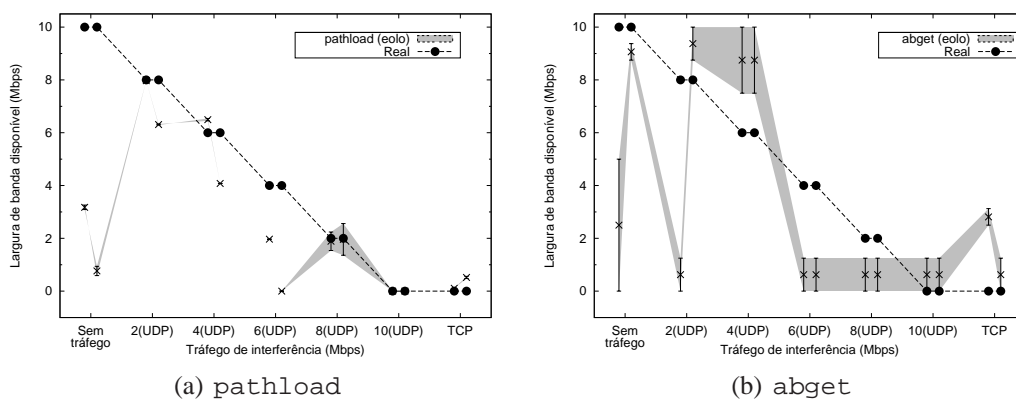 Largura de banda disponível (Mbps)
10
8
6
4
2
0
pathload (eolo)
Real
Sem tráfego
2(UDP)
4(UDP)
6(UDP)
8(UDP)
10(UDP)
TCP
Tráfego de interferência (Mbps)
(a) pathload
Largura de banda disponível (Mbps)
10
8
6
4
2
0
abget (eolo)
Real
Sem tráfego
2(UDP)
4(UDP)
6(UDP)
8(UDP)
10(UDP)
TCP
Tráfego de interferência (Mbps)
(b) abget